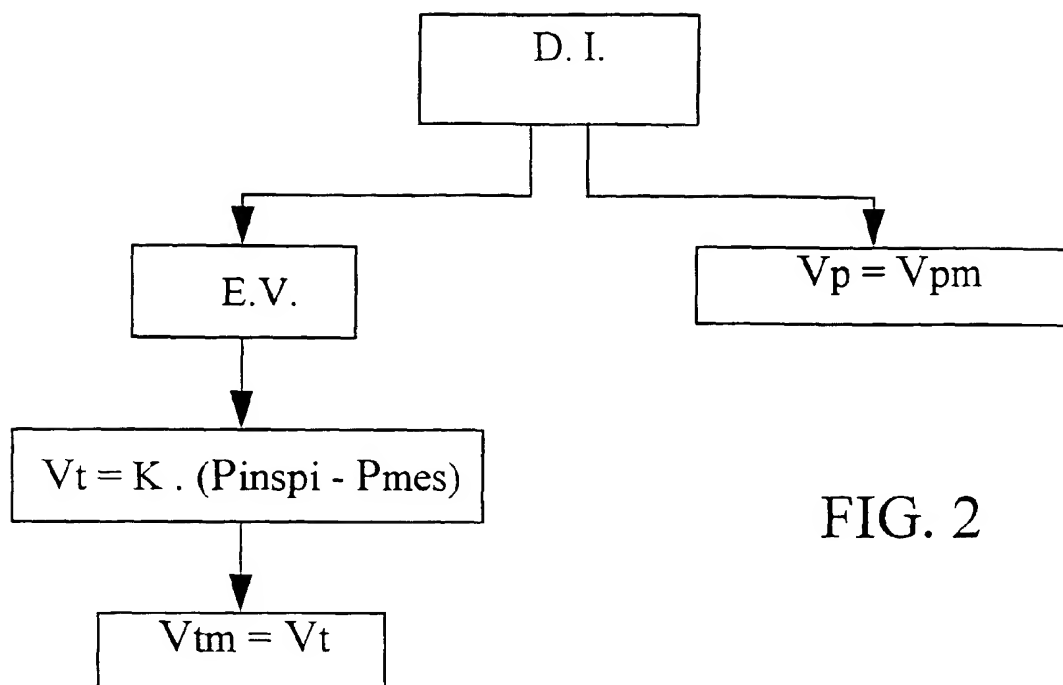 D. I.
E.V.
Vp = Vpm
Vt = K . (Pinspi - Pmes)
FIG. 2
Vtm = Vt